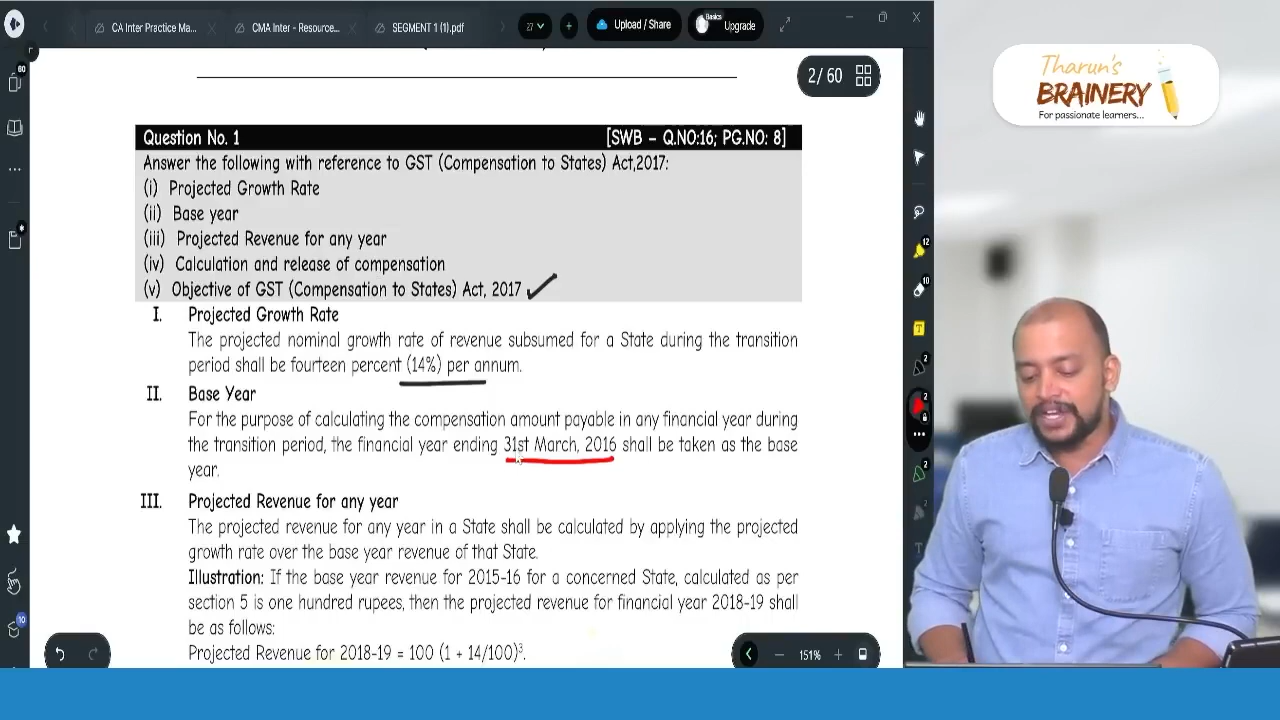 CA Inter Practice Ma...
CMA Inter - Resource...
SEGMENT 1 (1).pdf
27
Upload / Share
Basics
Upgrade
60
2/ 60
Tharun's
BRAINERY
For passionate learners...
Question No. 1 [SWB – Q.NO:16; PG.NO: 8]
Answer the following with reference to GST (Compensation to States) Act,2017:
(i) Projected Growth Rate
(ii) Base year
(iii) Projected Revenue for any year
(iv) Calculation and release of compensation
(v) Objective of GST (Compensation to States) Act, 2017
I. Projected Growth Rate
The projected nominal growth rate of revenue subsumed for a State during the transition
period shall be fourteen percent (14%) per annum.
II. Base Year
For the purpose of calculating the compensation amount payable in any financial year during
the transition period, the financial year ending 31st March, 2016 shall be taken as the base
year.
III. Projected Revenue for any year
The projected revenue for any year in a State shall be calculated by applying the projected
growth rate over the base year revenue of that State.
Illustration: If the base year revenue for 2015-16 for a concerned State, calculated as per
section 5 is one hundred rupees, then the projected revenue for financial year 2018-19 shall
be as follows:
Projected Revenue for 2018-19 = 100 (1 + 14/100)³.
12
10
T
2
2
2
2
T
10
151%